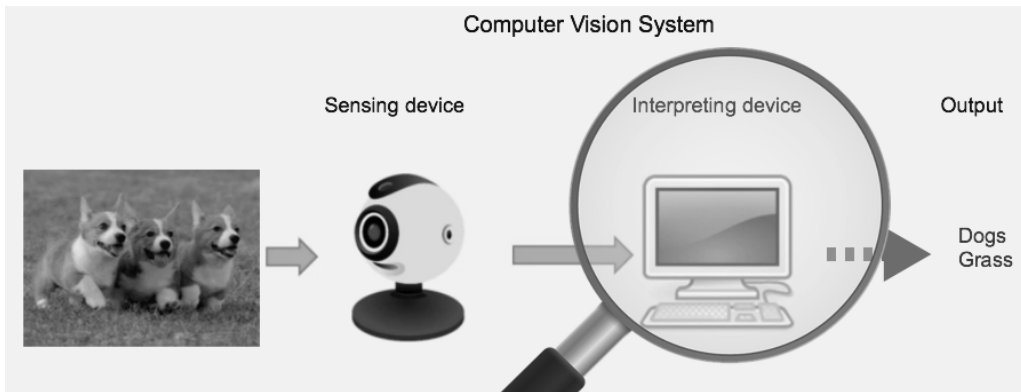 Computer Vision System
Sensing device
Interpreting device
Output
Dogs
Grass